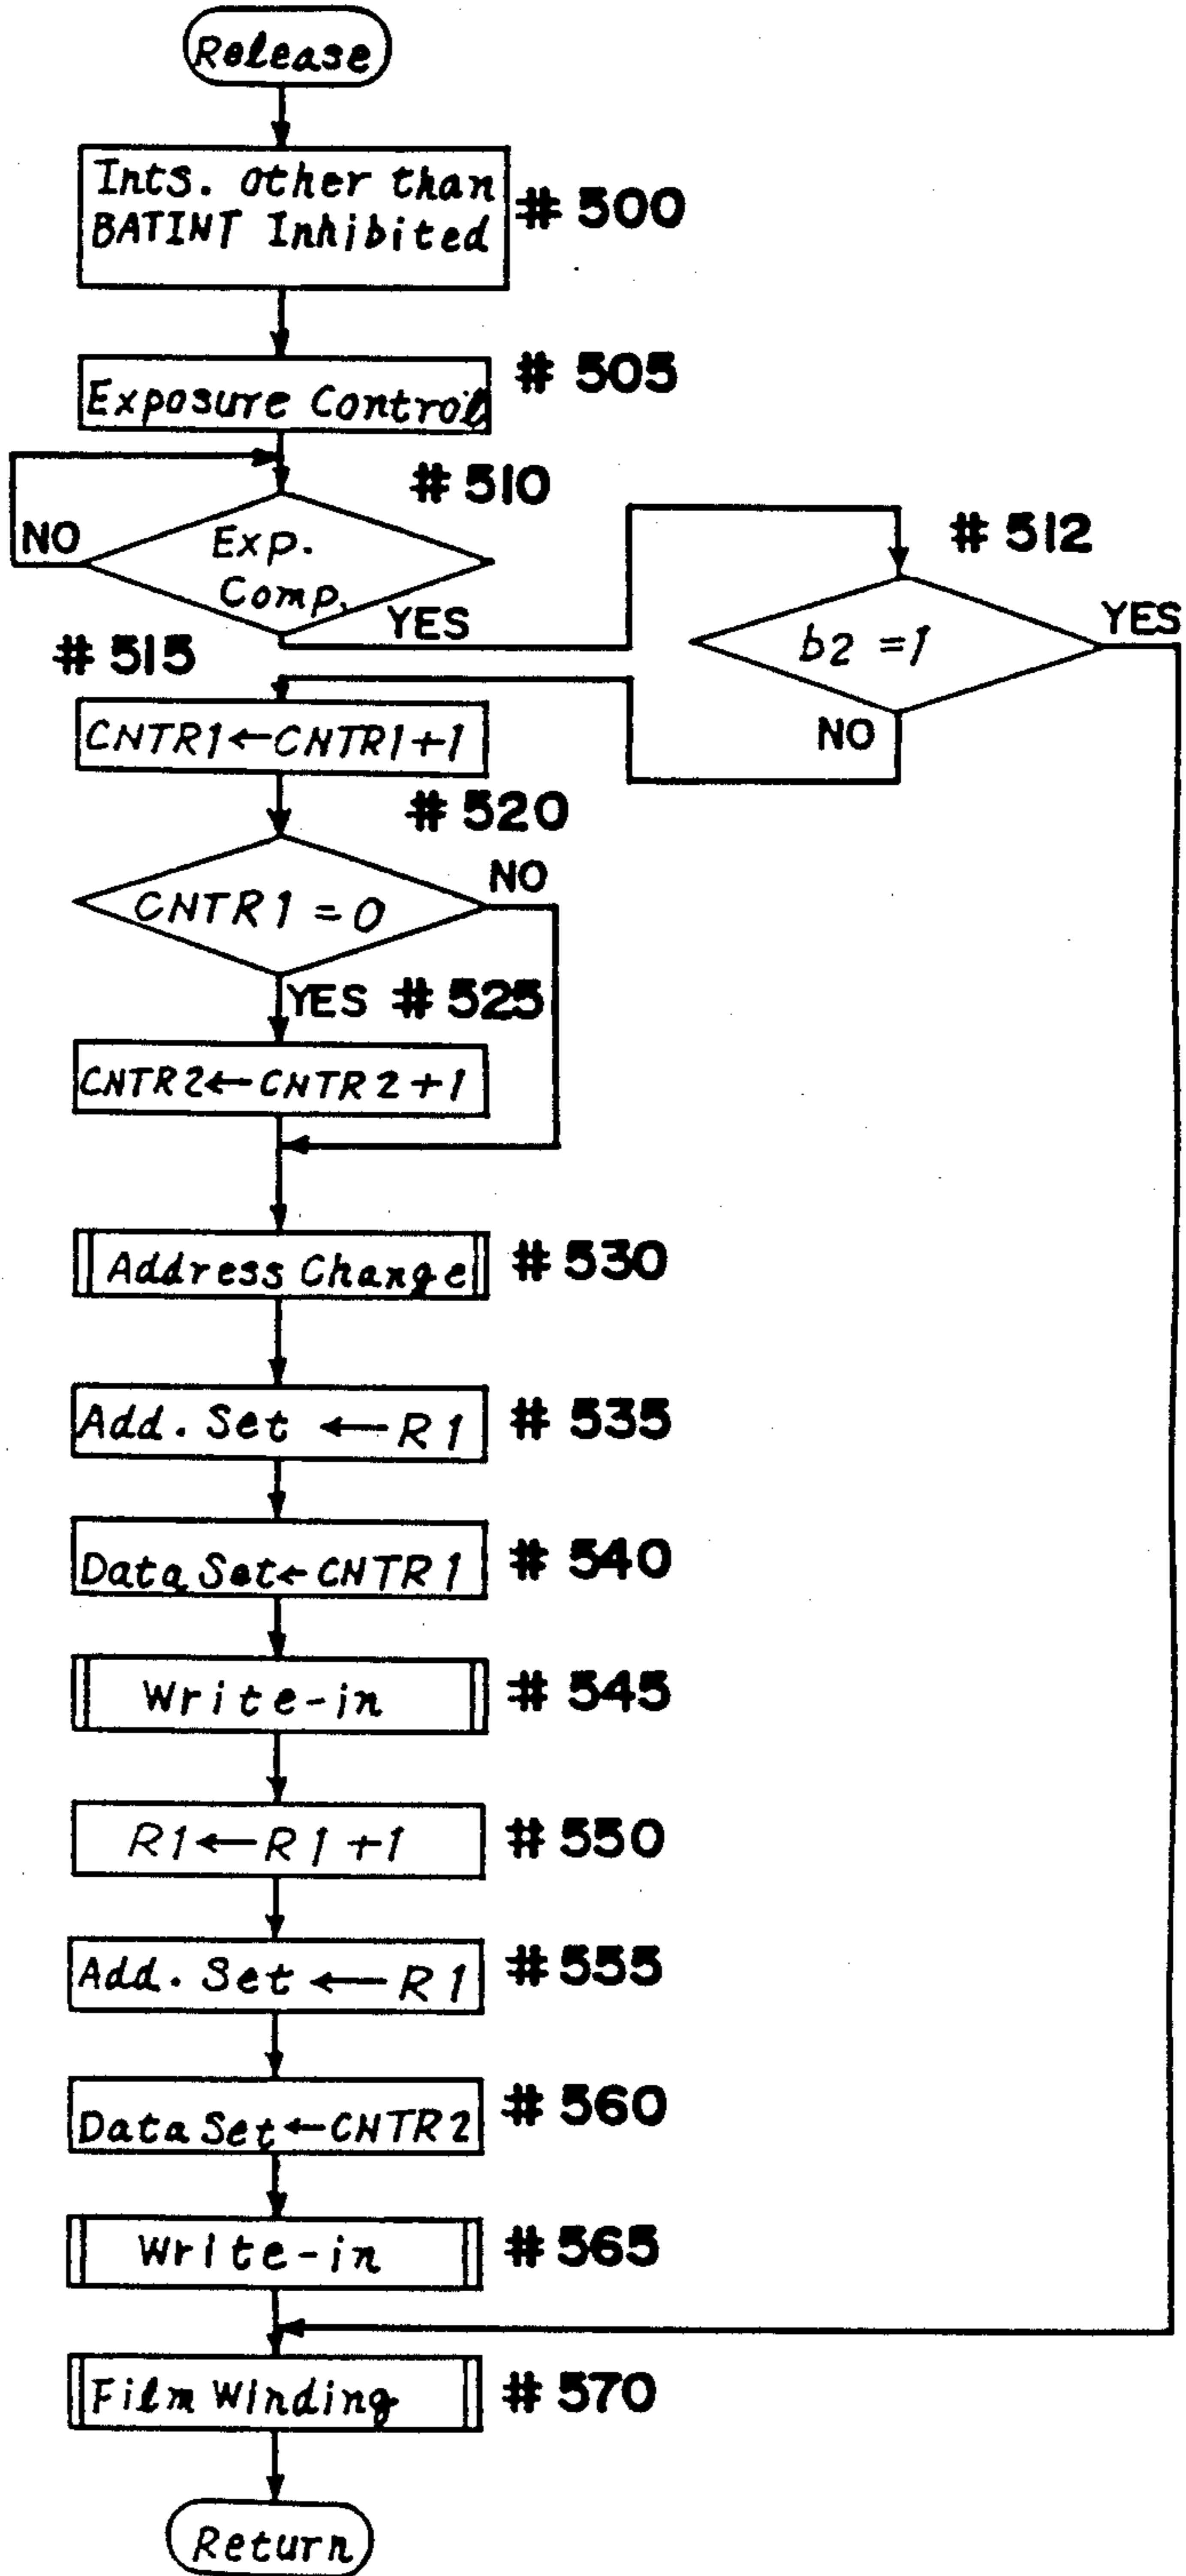 Release
Ints. other than
BATINT Inhibited
# 500
Exposure Control
# 505
# 510
Exp.
Comp.
NO
YES
# 512
b2 = 1
YES
NO
# 515
CNTR1 ← CNTR1 + 1
# 520
CNTR1 = 0
NO
YES # 525
CNTR2 ← CNTR2 + 1
Address Change
# 530
Add. Set ← R1
# 535
Data Set ← CNTR1
# 540
Write-in
# 545
R1 ← R1 + 1
# 550
Add. Set ← R1
# 555
Data Set ← CNTR2
# 560
Write-in
# 565
Film Winding
# 570
Return